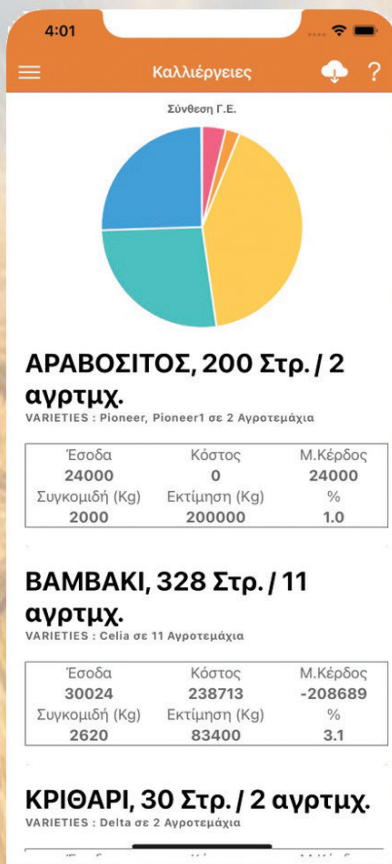 4:01
Καλλιέργειες
?
Σύνθεση Γ.Ε.
ΑΡΑΒΟΣΙΤΟΣ, 200 Στρ. / 2
αγρτμχ.
VARIETIES : Pioneer, Pioneer1 σε 2 Αγροτεμάχια
Έσοδα Κόστος Μ.Κέρδος
24000 0 24000
Συγκομιδή (Kg) Εκτίμηση (Kg) %
2000 200000 1.0
ΒΑΜΒΑΚΙ, 328 Στρ. / 11
αγρτμχ.
VARIETIES : Celia σε 11 Αγροτεμάχια
Έσοδα Κόστος Μ.Κέρδος
30024 238713 -208689
Συγκομιδή (Kg) Εκτίμηση (Kg) %
2620 83400 3.1
ΚΡΙΘΑΡΙ, 30 Στρ. / 2 αγρτμχ.
VARIETIES : Delta σε 2 Αγροτεμάχια